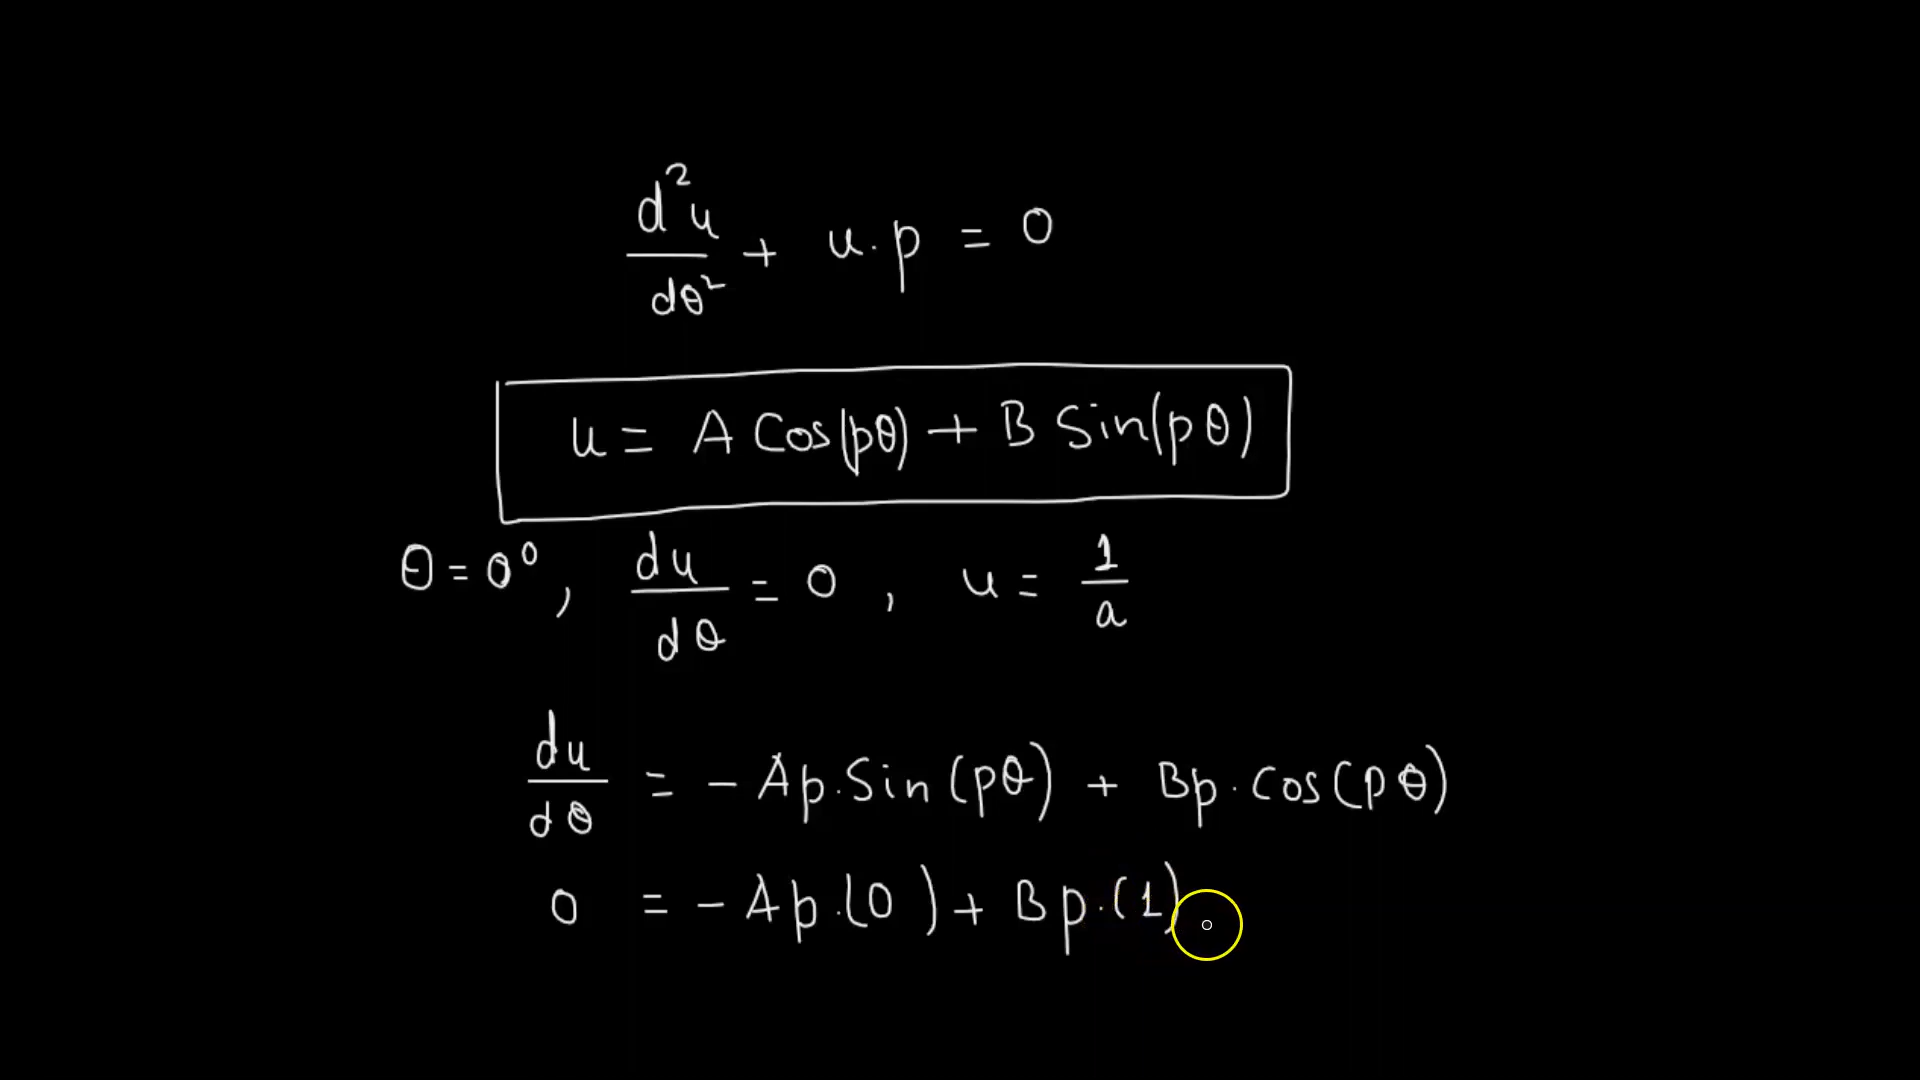 d²u/dθ² + u.p = 0
u = A Cos(pθ) + B Sin(pθ)
θ = 0⁰, du/dθ = 0, u = 1/a
du/dθ = - Ap.Sin(pθ) + Bp.Cos(pθ)
0 = - Ap.(0) + Bp.(1)